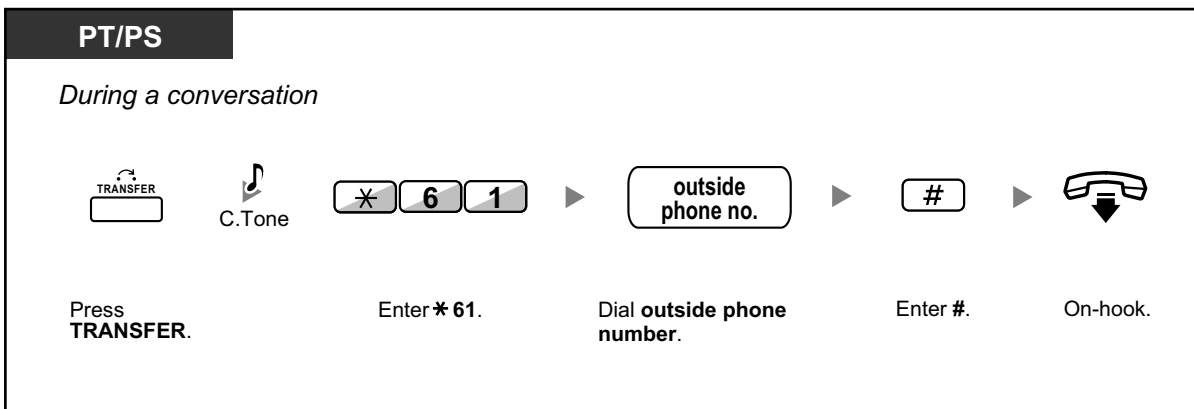 PT/PS
During a conversation
TRANSFER
C.Tone
* 6 1
outside
phone no.
#
Press
TRANSFER.
Enter * 61.
Dial outside phone
number.
Enter #.
On-hook.